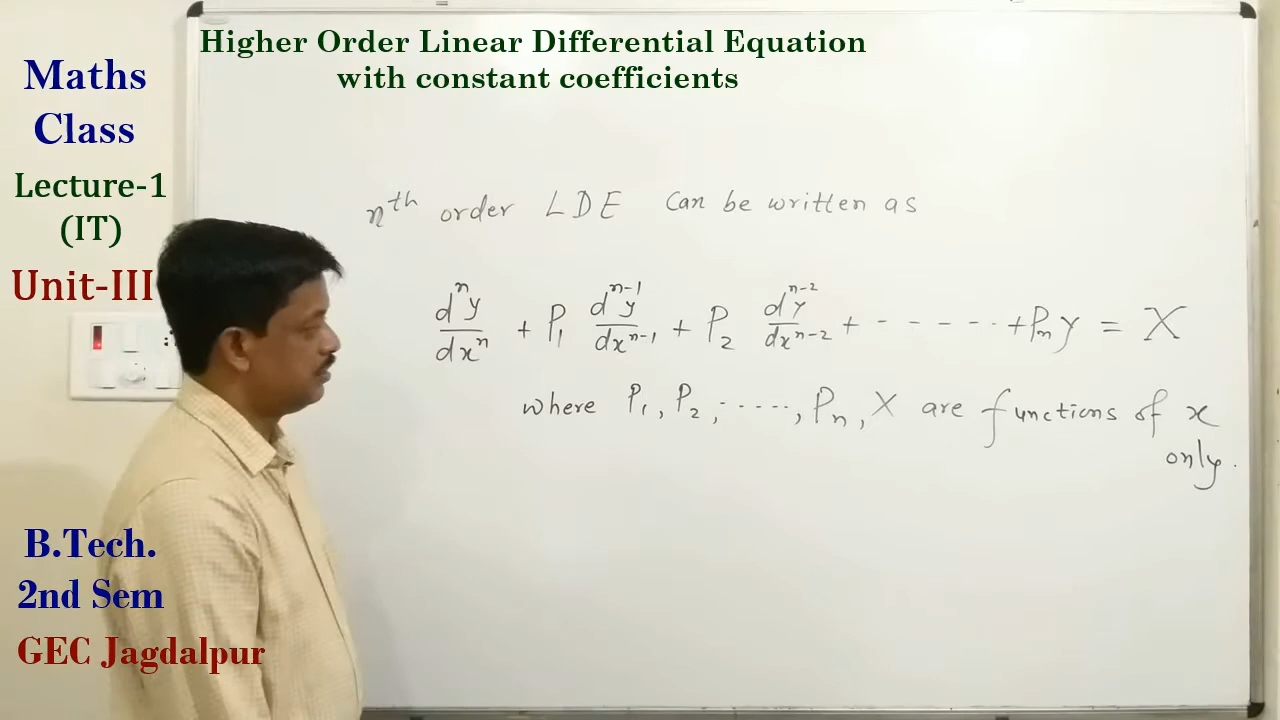 Higher Order Linear Differential Equation
with constant coefficients
Maths
Class
Lecture-1
(IT)
Unit-III
B.Tech.
2nd Sem
GEC Jagdalpur
nth order LDE Can be written as
d^n y/dx^n + P₁ d^(n-1) y/dx^(n-1) + P₂ d^(n-2) y/dx^(n-2) + - - - - - - + Pn y = X
where P₁, P₂, ------, Pn, X are functions of x
only.